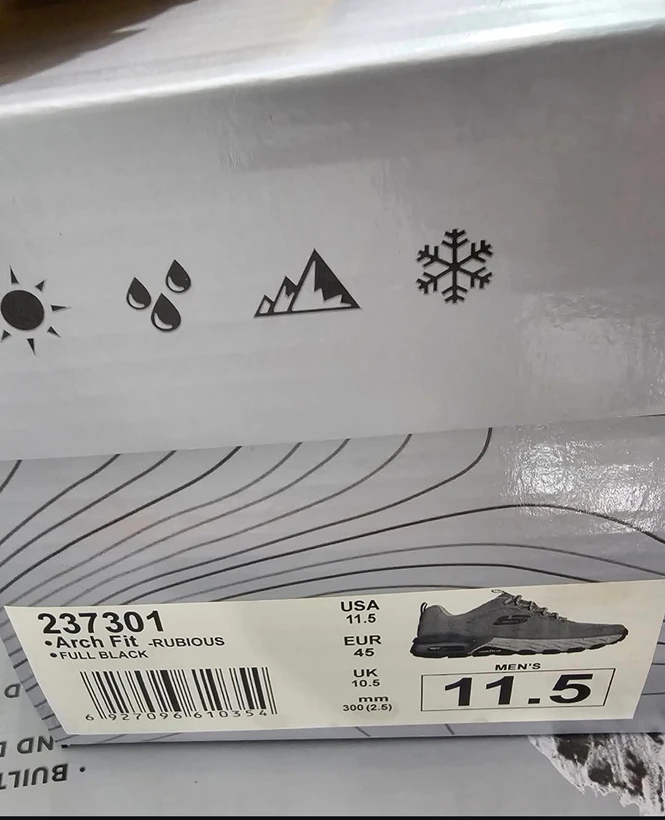 237301
•Arch Fit -RUBIOUS
•FULL BLACK
6 927096 610354
USA
11.5
EUR
45
UK
10.5
mm
300 (2.5)
MEN'S
11.5
BUILT